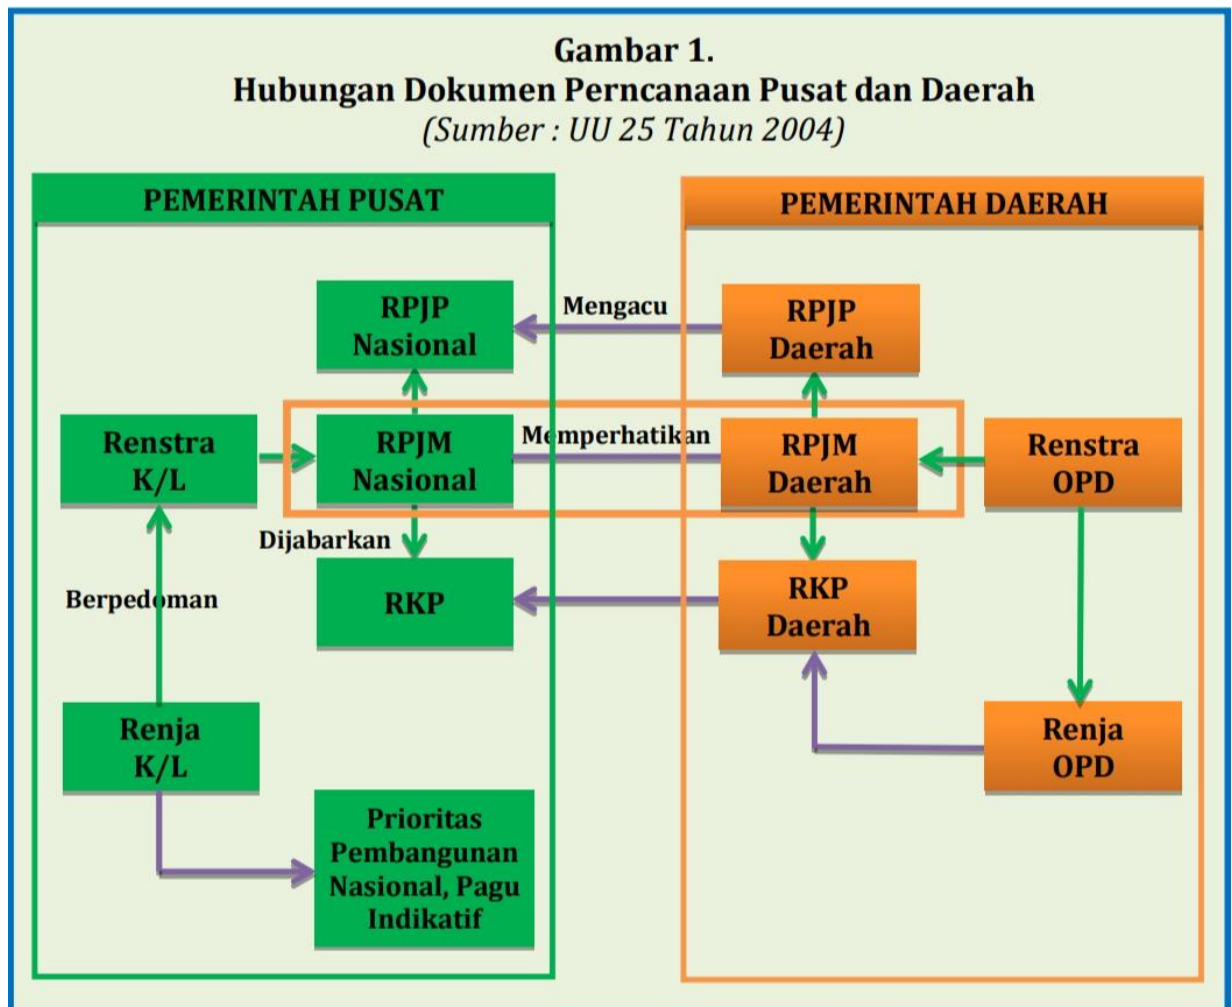 Gambar 1.
Hubungan Dokumen Perncanaan Pusat dan Daerah
(Sumber : UU 25 Tahun 2004)
PEMERINTAH PUSAT
PEMERINTAH DAERAH
RPJP
Nasional
Mengacu
RPJP
Daerah
Renstra
K/L
RPJM
Nasional
Memperhatikan
RPJM
Daerah
Renstra
OPD
Dijabarkan
Berpedoman
RKP
RKP
Daerah
Renja
K/L
Renja
OPD
Prioritas
Pembangunan
Nasional, Pagu
Indikatif